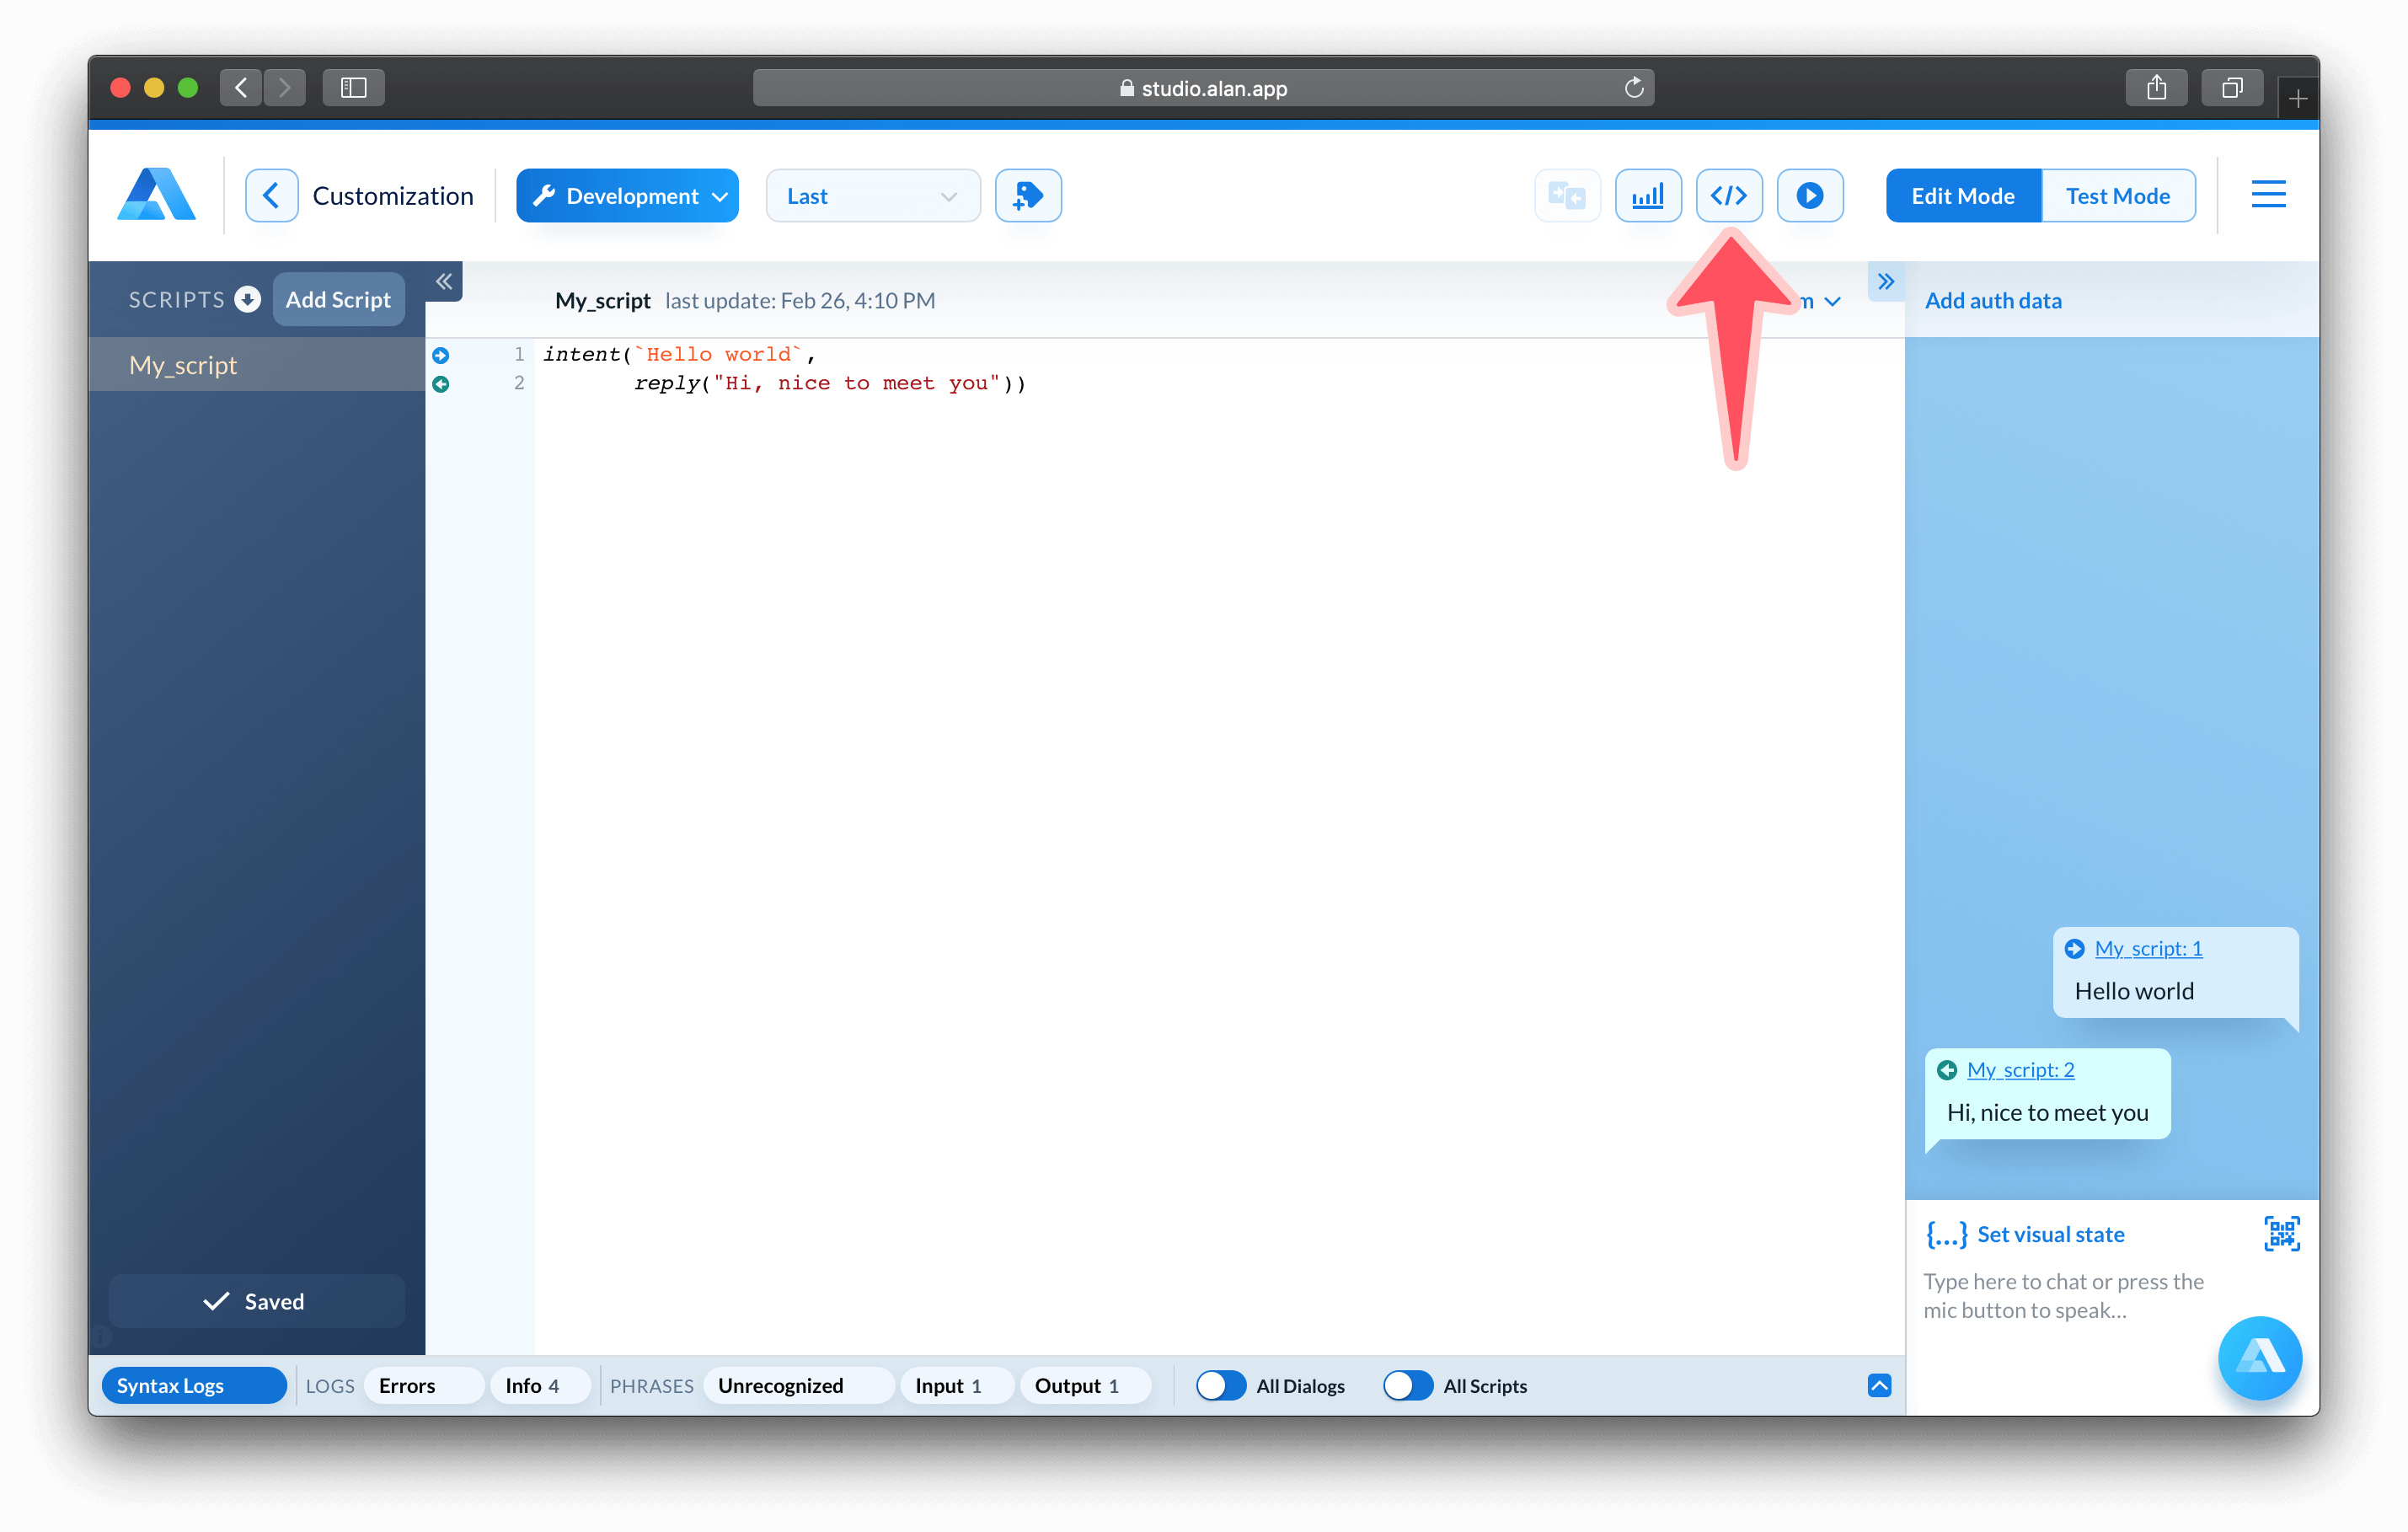 studio.alan.app
Customization
Development
Last
</>
Edit Mode
Test Mode
SCRIPTS
Add Script
My_script last update: Feb 26, 4:10 PM
m
Add auth data
My_script
1 intent(`Hello world`,
2 reply("Hi, nice to meet you"))
My_script: 1
Hello world
My_script: 2
Hi, nice to meet you
{...} Set visual state
Type here to chat or press the
mic button to speak...
Saved
Syntax Logs
LOGS
Errors
Info 4
PHRASES
Unrecognized
Input 1
Output 1
All Dialogs
All Scripts